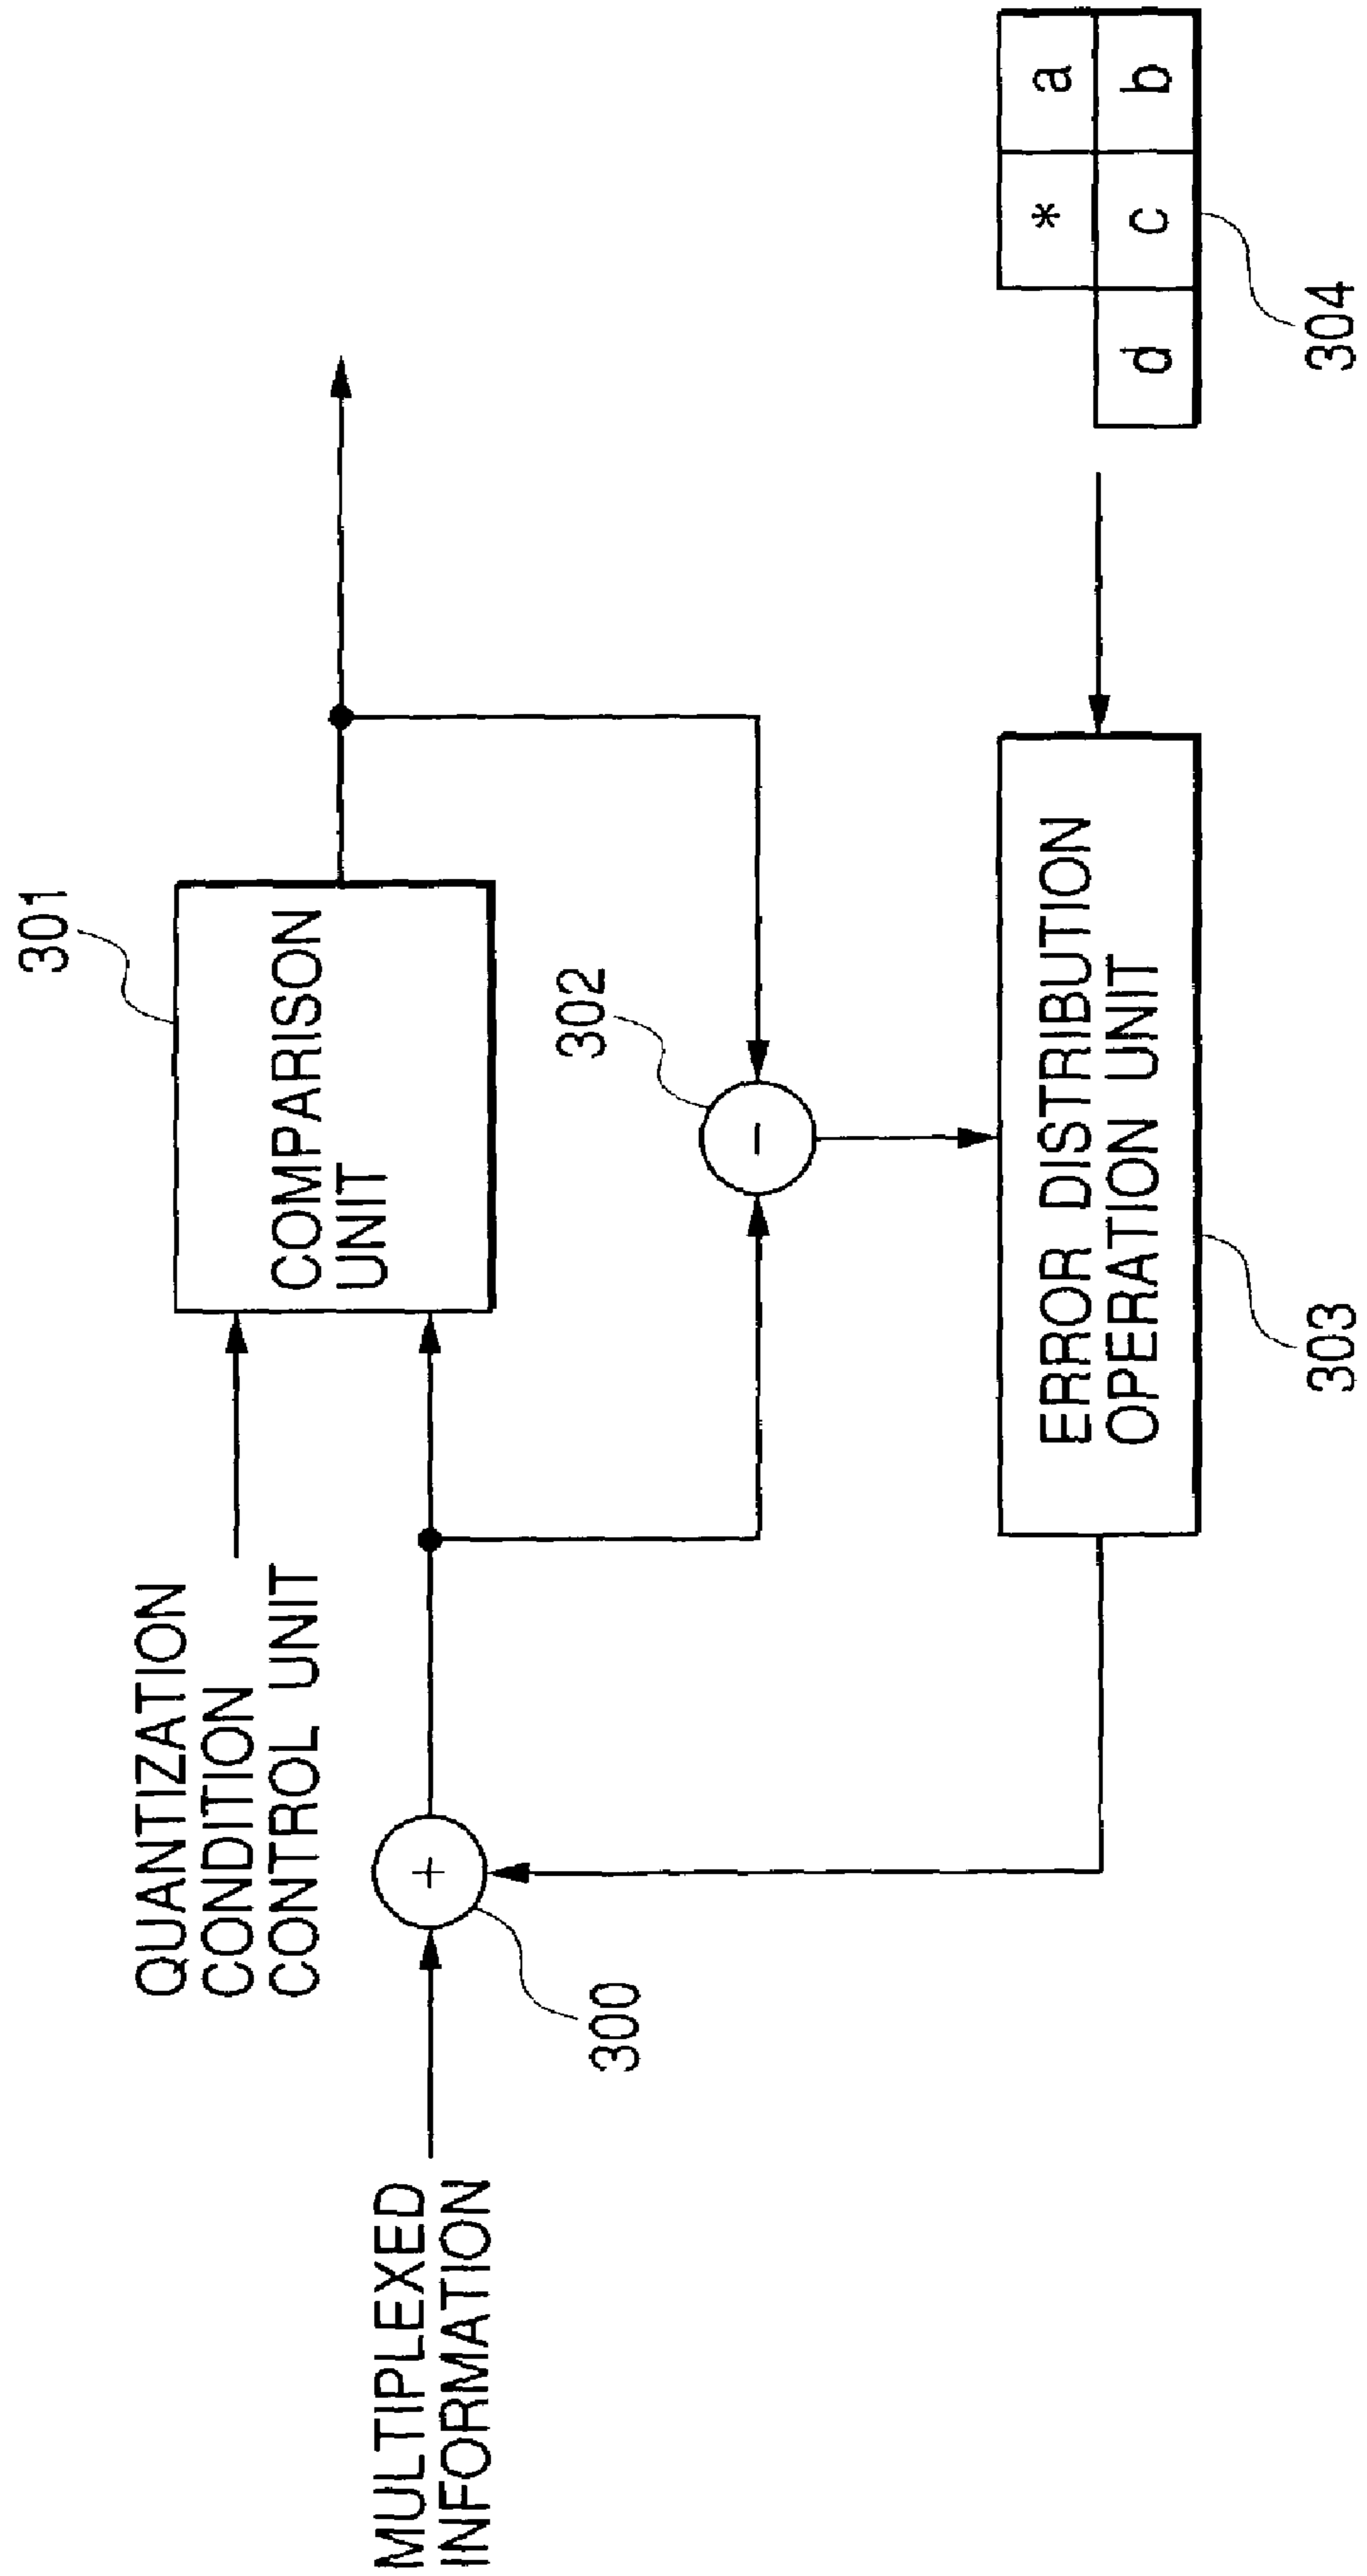 301
QUANTIZATION
CONDITION
CONTROL UNIT
COMPARISON
UNIT
MULTIPLEXED
INFORMATION
+
300
302
-
ERROR DISTRIBUTION
OPERATION UNIT
303
* a
d c b
304